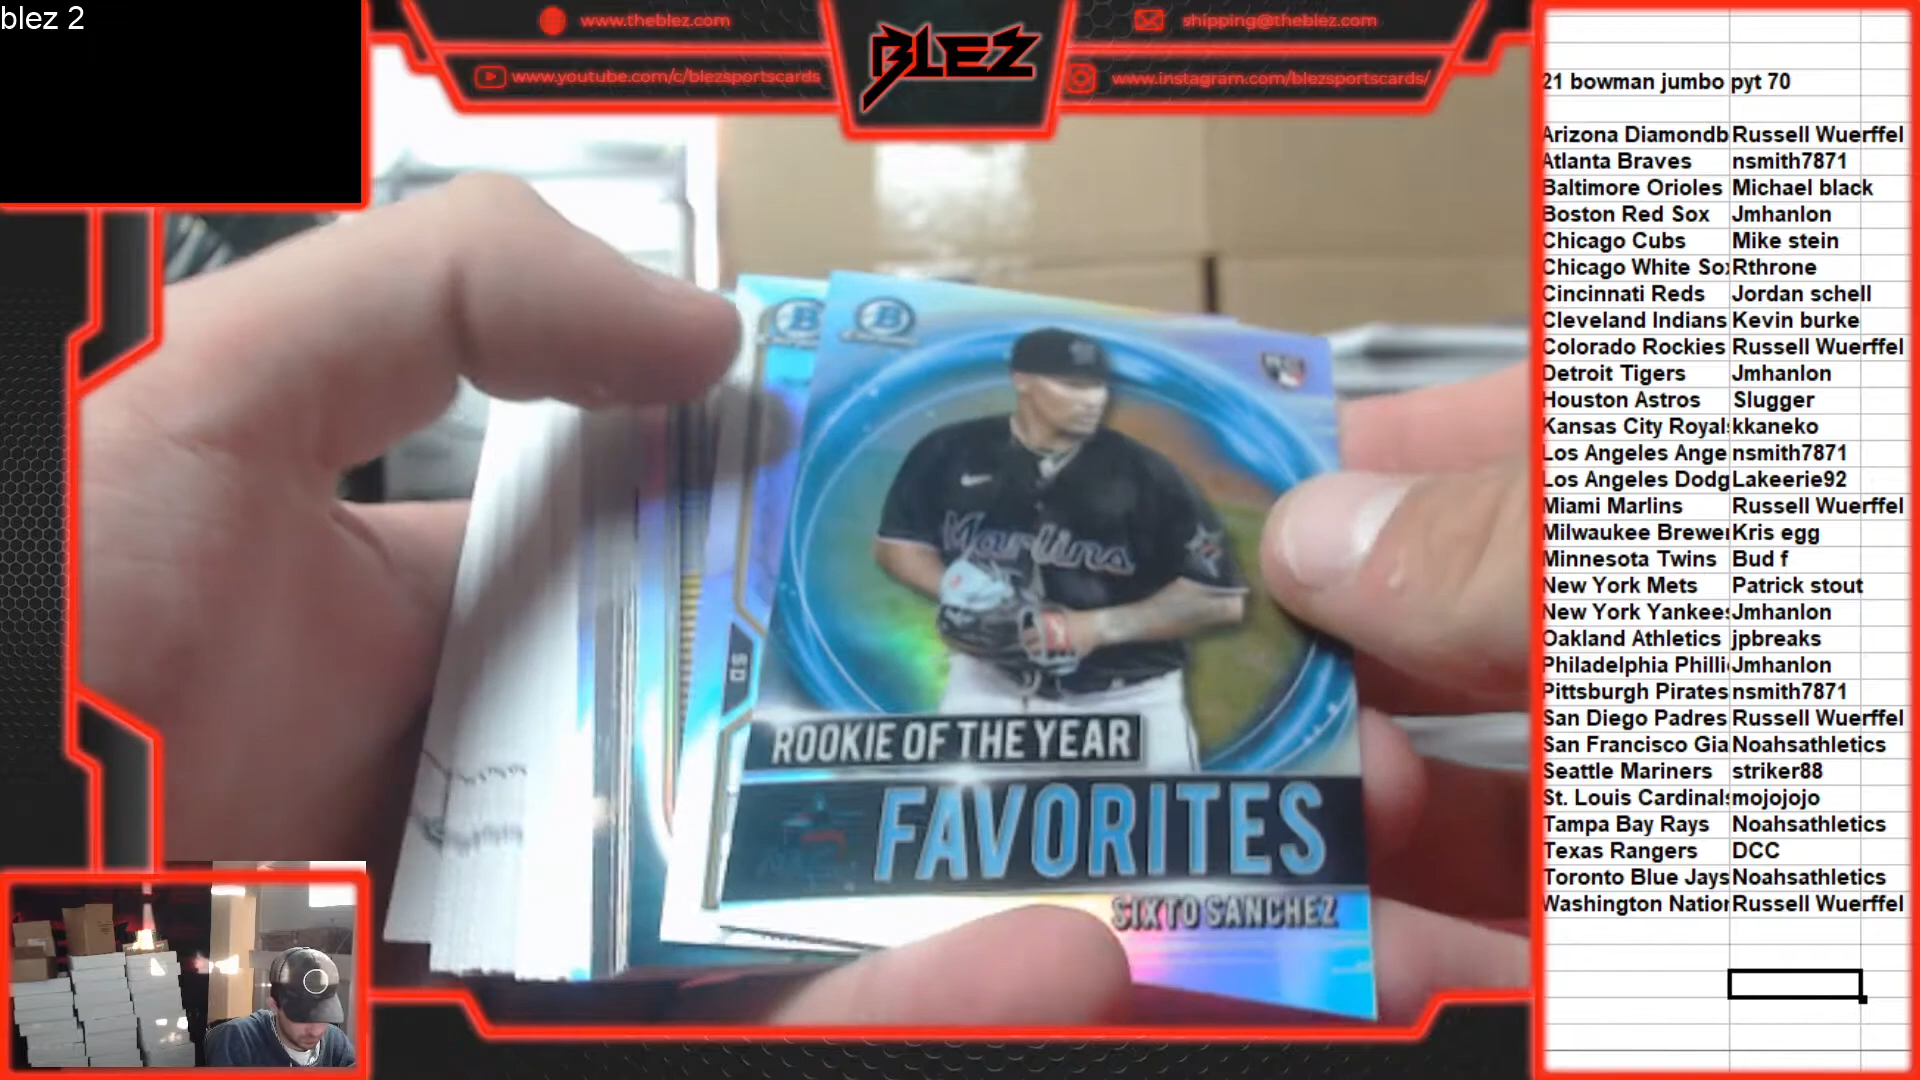 blez 2
www.theblez.com
shipping@theblez.com
BLEZ
www.youtube.com/c/blezsportscards
www.instagram.com/blezsportscards/
21 bowman jumbo pyt 70
Arizona Diamondb Russell Wuerffel
Atlanta Braves nsmith7871
Baltimore Orioles Michael black
Boston Red Sox Jmhanlon
Chicago Cubs Mike stein
Chicago White Sox Rthrone
Cincinnati Reds Jordan schell
Cleveland Indians Kevin burke
Colorado Rockies Russell Wuerffel
Detroit Tigers Jmhanlon
Houston Astros Slugger
Kansas City Royals kkaneko
Los Angeles Ange nsmith7871
Los Angeles Dodg Lakeerie92
Miami Marlins Russell Wuerffel
Milwaukee Brewer Kris egg
Minnesota Twins Bud f
New York Mets Patrick stout
New York Yankees Jmhanlon
Oakland Athletics jpbreaks
Philadelphia Philli Jmhanlon
Pittsburgh Pirates nsmith7871
San Diego Padres Russell Wuerffel
San Francisco Gia Noahsathletics
Seattle Mariners striker88
St. Louis Cardinals mojojojo
Tampa Bay Rays Noahsathletics
Texas Rangers DCC
Toronto Blue Jays Noahsathletics
Washington Nation Russell Wuerffel
B
B
Marlins
SD
ROOKIE OF THE YEAR
FAVORITES
SIXTO SANCHEZ